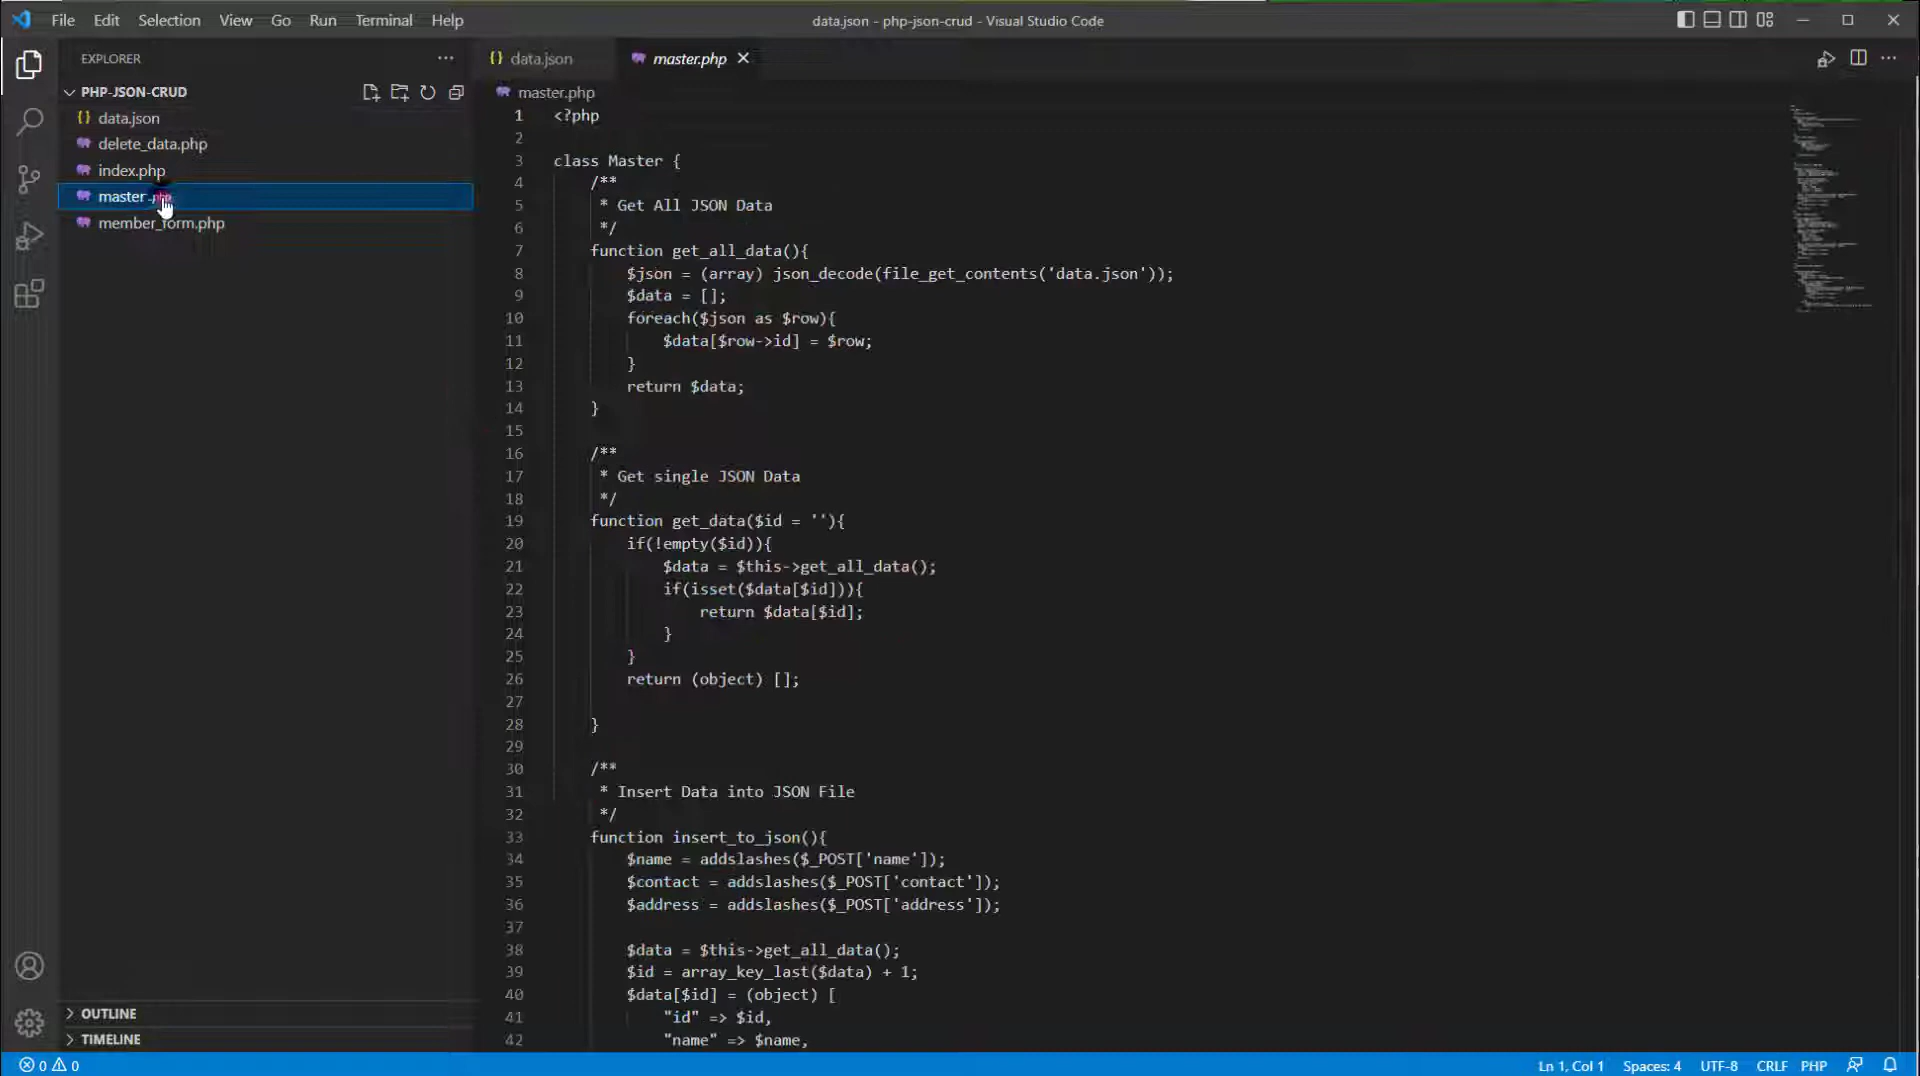 File Edit Selection View Go Run Terminal Help
data.json - php-json-crud - Visual Studio Code
EXPLORER
PHP-JSON-CRUD
data.json
delete_data.php
index.php
master.php
member_form.php
OUTLINE
TIMELINE
data.json master.php
master.php
1 <?php
2
3 class Master {
4 /**
5 * Get All JSON Data
6 */
7 function get_all_data(){
8 $json = (array) json_decode(file_get_contents('data.json'));
9 $data = [];
10 foreach($json as $row){
11 $data[$row->id] = $row;
12 }
13 return $data;
14 }
15
16 /**
17 * Get single JSON Data
18 */
19 function get_data($id = ''){
20 if(!empty($id)){
21 $data = $this->get_all_data();
22 if(isset($data[$id])){
23 return $data[$id];
24 }
25 }
26 return (object) [];
27
28 }
29
30 /**
31 * Insert Data into JSON File
32 */
33 function insert_to_json(){
34 $name = addslashes($_POST['name']);
35 $contact = addslashes($_POST['contact']);
36 $address = addslashes($_POST['address']);
37
38 $data = $this->get_all_data();
39 $id = array_key_last($data) + 1;
40 $data[$id] = (object) [
41 "id" => $id,
42 "name" => $name,
0 0
Ln 1, Col 1 Spaces: 4 UTF-8 CRLF PHP